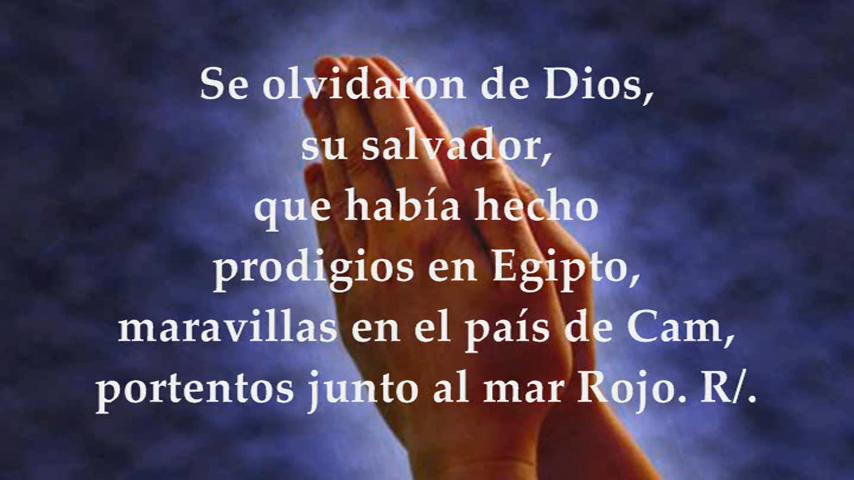 Se olvidaron de Dios,
su salvador,
que había hecho
prodigios en Egipto,
maravillas en el país de Cam,
portentos junto al mar Rojo. R/.